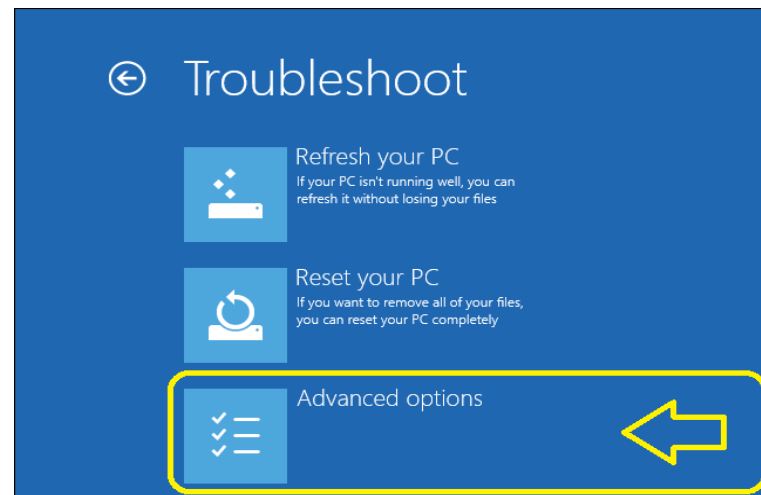 Troubleshoot
Refresh your PC
If your PC isn't running well, you can
refresh it without losing your files
Reset your PC
If you want to remove all of your files,
you can reset your PC completely
Advanced options